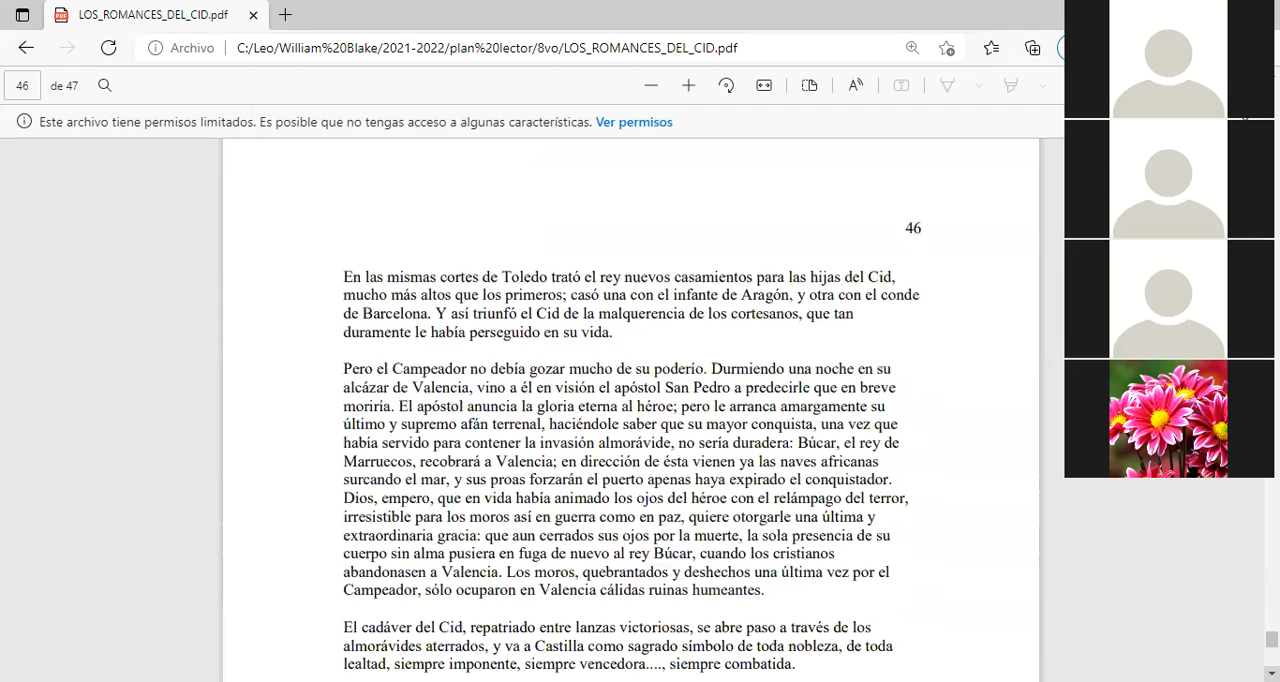 LOS_ROMANCES_DEL_CID.pdf
Archivo C:/Leo/William%20Blake/2021-2022/plan%20lector/8vo/LOS_ROMANCES_DEL_CID.pdf
46 de 47
Este archivo tiene permisos limitados. Es posible que no tengas acceso a algunas características. Ver permisos
46
En las mismas cortes de Toledo trató el rey nuevos casamientos para las hijas del Cid,
mucho más altos que los primeros; casó una con el infante de Aragón, y otra con el conde
de Barcelona. Y así triunfó el Cid de la malquerencia de los cortesanos, que tan
duramente le había perseguido en su vida.
Pero el Campeador no debía gozar mucho de su poderío. Durmiendo una noche en su
alcázar de Valencia, vino a él en visión el apóstol San Pedro a predecirle que en breve
moriría. El apóstol anuncia la gloria eterna al héroe; pero le arranca amargamente su
último y supremo afán terrenal, haciéndole saber que su mayor conquista, una vez que
había servido para contener la invasión almorávide, no sería duradera: Búcar, el rey de
Marruecos, recobrará a Valencia; en dirección de ésta vienen ya las naves africanas
surcando el mar, y sus proas forzarán el puerto apenas haya expirado el conquistador.
Dios, empero, que en vida había animado los ojos del héroe con el relámpago del terror,
irresistible para los moros así en guerra como en paz, quiere otorgarle una última y
extraordinaria gracia: que aun cerrados sus ojos por la muerte, la sola presencia de su
cuerpo sin alma pusiera en fuga de nuevo al rey Búcar, cuando los cristianos
abandonasen a Valencia. Los moros, quebrantados y deshechos una última vez por el
Campeador, sólo ocuparon en Valencia cálidas ruinas humeantes.
El cadáver del Cid, repatriado entre lanzas victoriosas, se abre paso a través de los
almorávides aterrados, y va a Castilla como sagrado símbolo de toda nobleza, de toda
lealtad, siempre imponente, siempre vencedora...., siempre combatida.